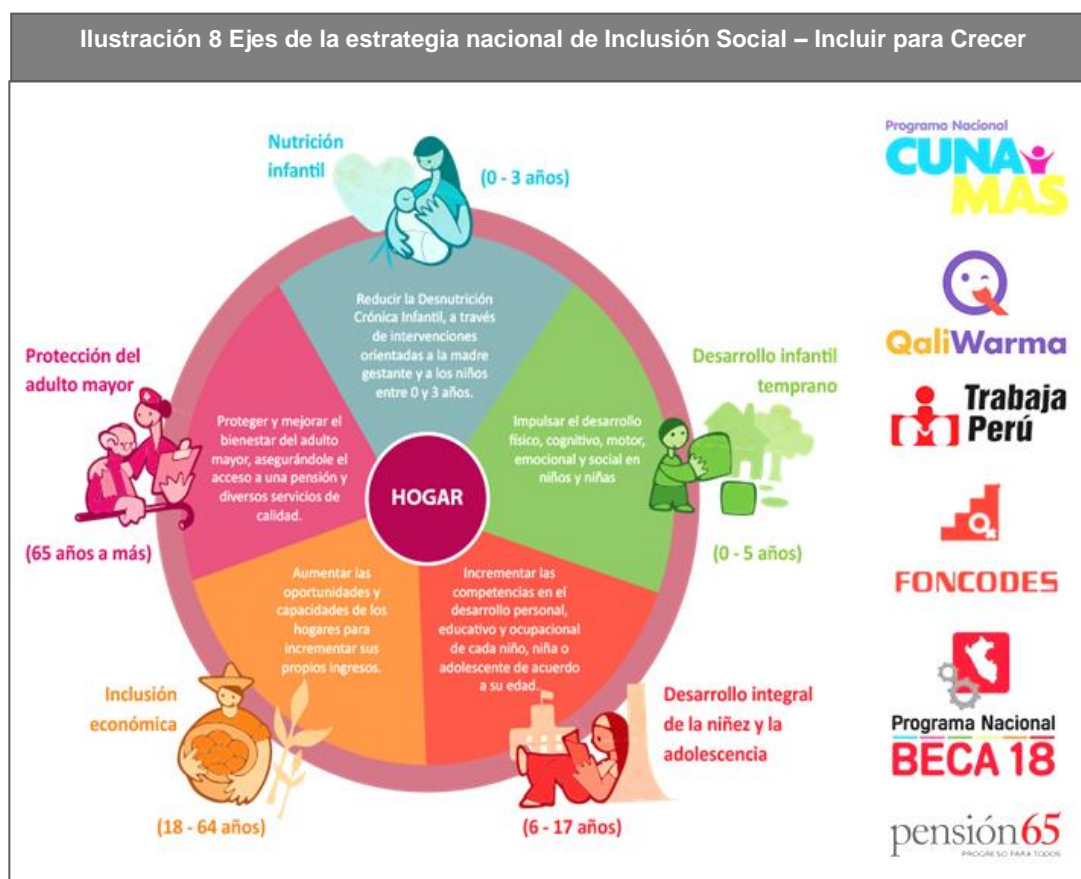 Ilustración 8 Ejes de la estrategia nacional de Inclusión Social – Incluir para Crecer
Nutrición
infantil
(0 - 3 años)
Reducir la Desnutrición
Crónica Infantil, a través
de intervenciones
orientadas a la madre
gestante y a los niños
entre 0 y 3 años.
Desarrollo infantil
temprano
Impulsar el desarrollo
físico, cognitivo, motor,
emocional y social en
niños y niñas
(0 - 5 años)
Protección del
adulto mayor
Proteger y mejorar el
bienestar del adulto
mayor, asegurándole el
acceso a una pensión y
diversos servicios de
calidad.
(65 años a más)
HOGAR
Aumentar las
oportunidades y
capacidades de los
hogares para
incrementar sus
propios ingresos.
Inclusión
económica
(18 - 64 años)
Incrementar las
competencias en el
desarrollo personal,
educativo y ocupacional
de cada niño, niña o
adolescente de acuerdo
a su edad.
Desarrollo integral
de la niñez y la
adolescencia
(6 - 17 años)
Programa Nacional
CUNA
MAS
QaliWarma
Trabaja
Perú
FONCODES
Programa Nacional
BECA 18
pensión65
PROGRESO PARA TODOS